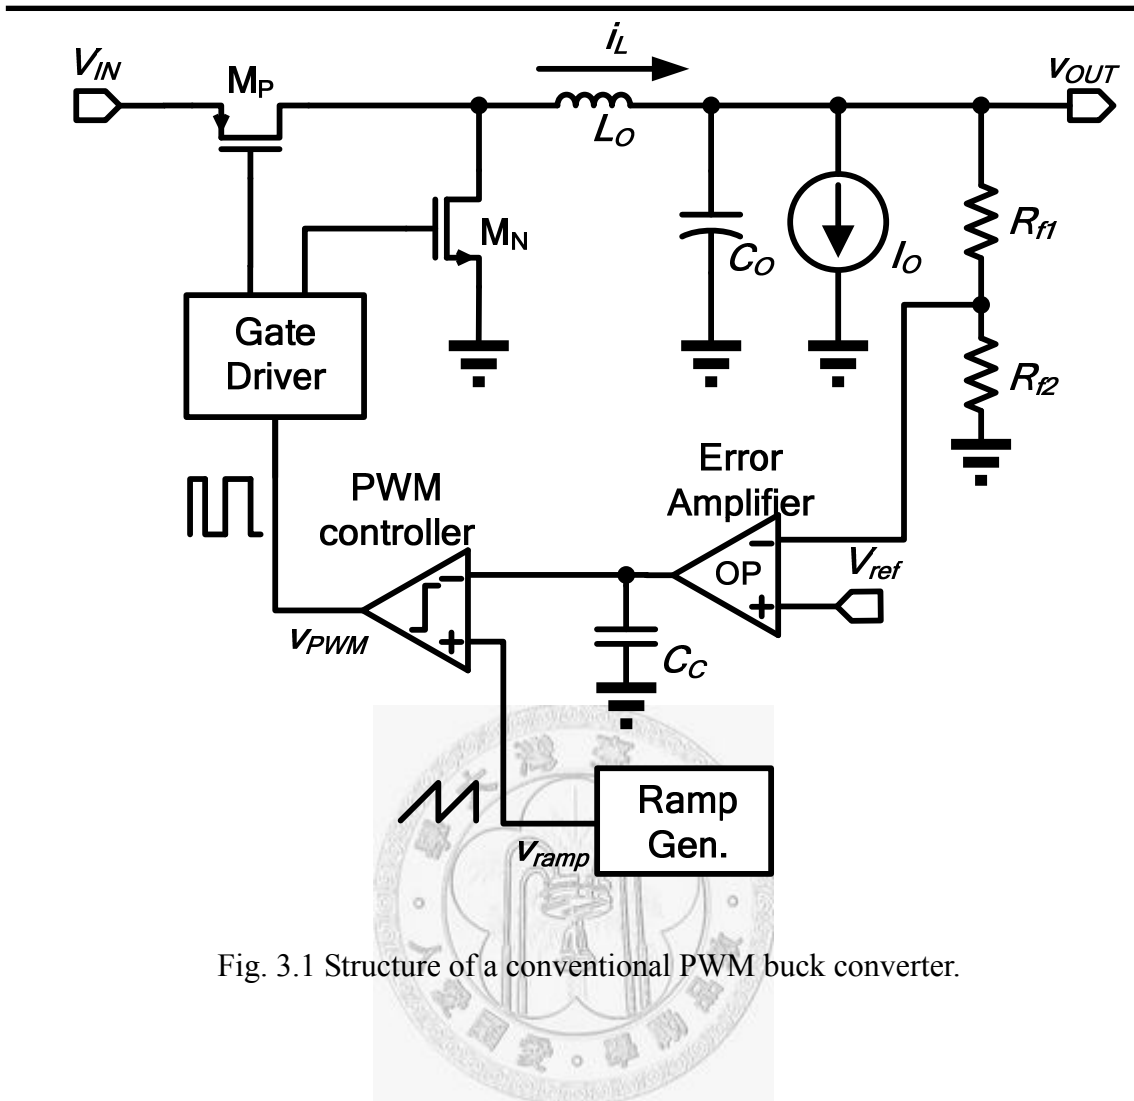 V_IN
M_P
i_L
L_O
v_OUT
M_N
C_O
I_O
R_f1
R_f2
Gate
Driver
Error
Amplifier
PWM
controller
OP
V_ref
v_PWM
C_C
Ramp
Gen.
v_ramp
Fig. 3.1 Structure of a conventional PWM buck converter.